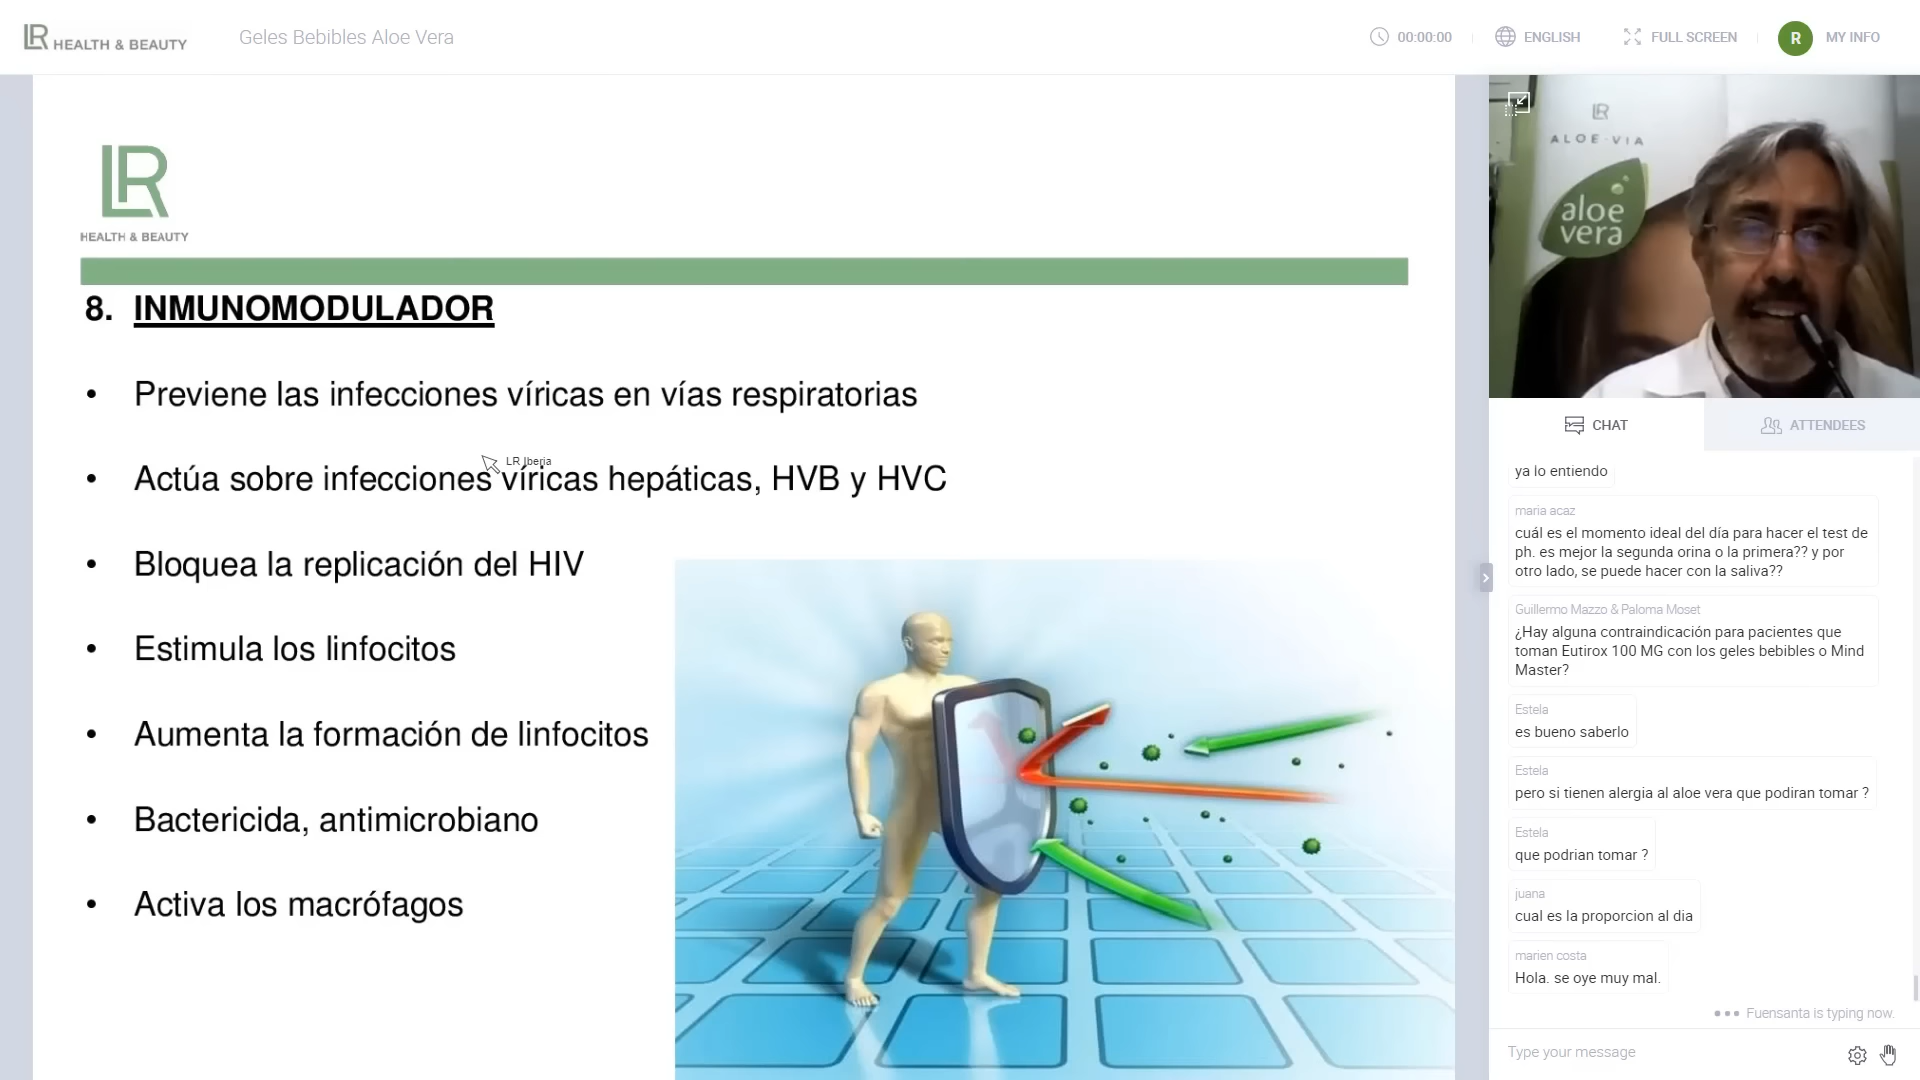 LR HEALTH & BEAUTY
Geles Bebibles Aloe Vera
00:00:00
ENGLISH
FULL SCREEN
R
MY INFO
LR
HEALTH & BEAUTY
8. INMUNOMODULADOR
• Previene las infecciones víricas en vías respiratorias
LR Iberia
• Actúa sobre infecciones víricas hepáticas, HVB y HVC
• Bloquea la replicación del HIV
• Estimula los linfocitos
• Aumenta la formación de linfocitos
• Bactericida, antimicrobiano
• Activa los macrófagos
LR
ALOE·VIA
aloe
vera
CHAT
ATTENDEES
ya lo entiendo
maria acaz
cuál es el momento ideal del día para hacer el test de
ph. es mejor la segunda orina o la primera?? y por
otro lado, se puede hacer con la saliva??
Guillermo Mazzo & Paloma Moset
¿Hay alguna contraindicación para pacientes que
toman Eutirox 100 MG con los geles bebibles o Mind
Master?
Estela
es bueno saberlo
Estela
pero si tienen alergia al aloe vera que podiran tomar ?
Estela
que podrian tomar ?
juana
cual es la proporcion al dia
marien costa
Hola. se oye muy mal.
Fuensanta is typing now.
Type your message